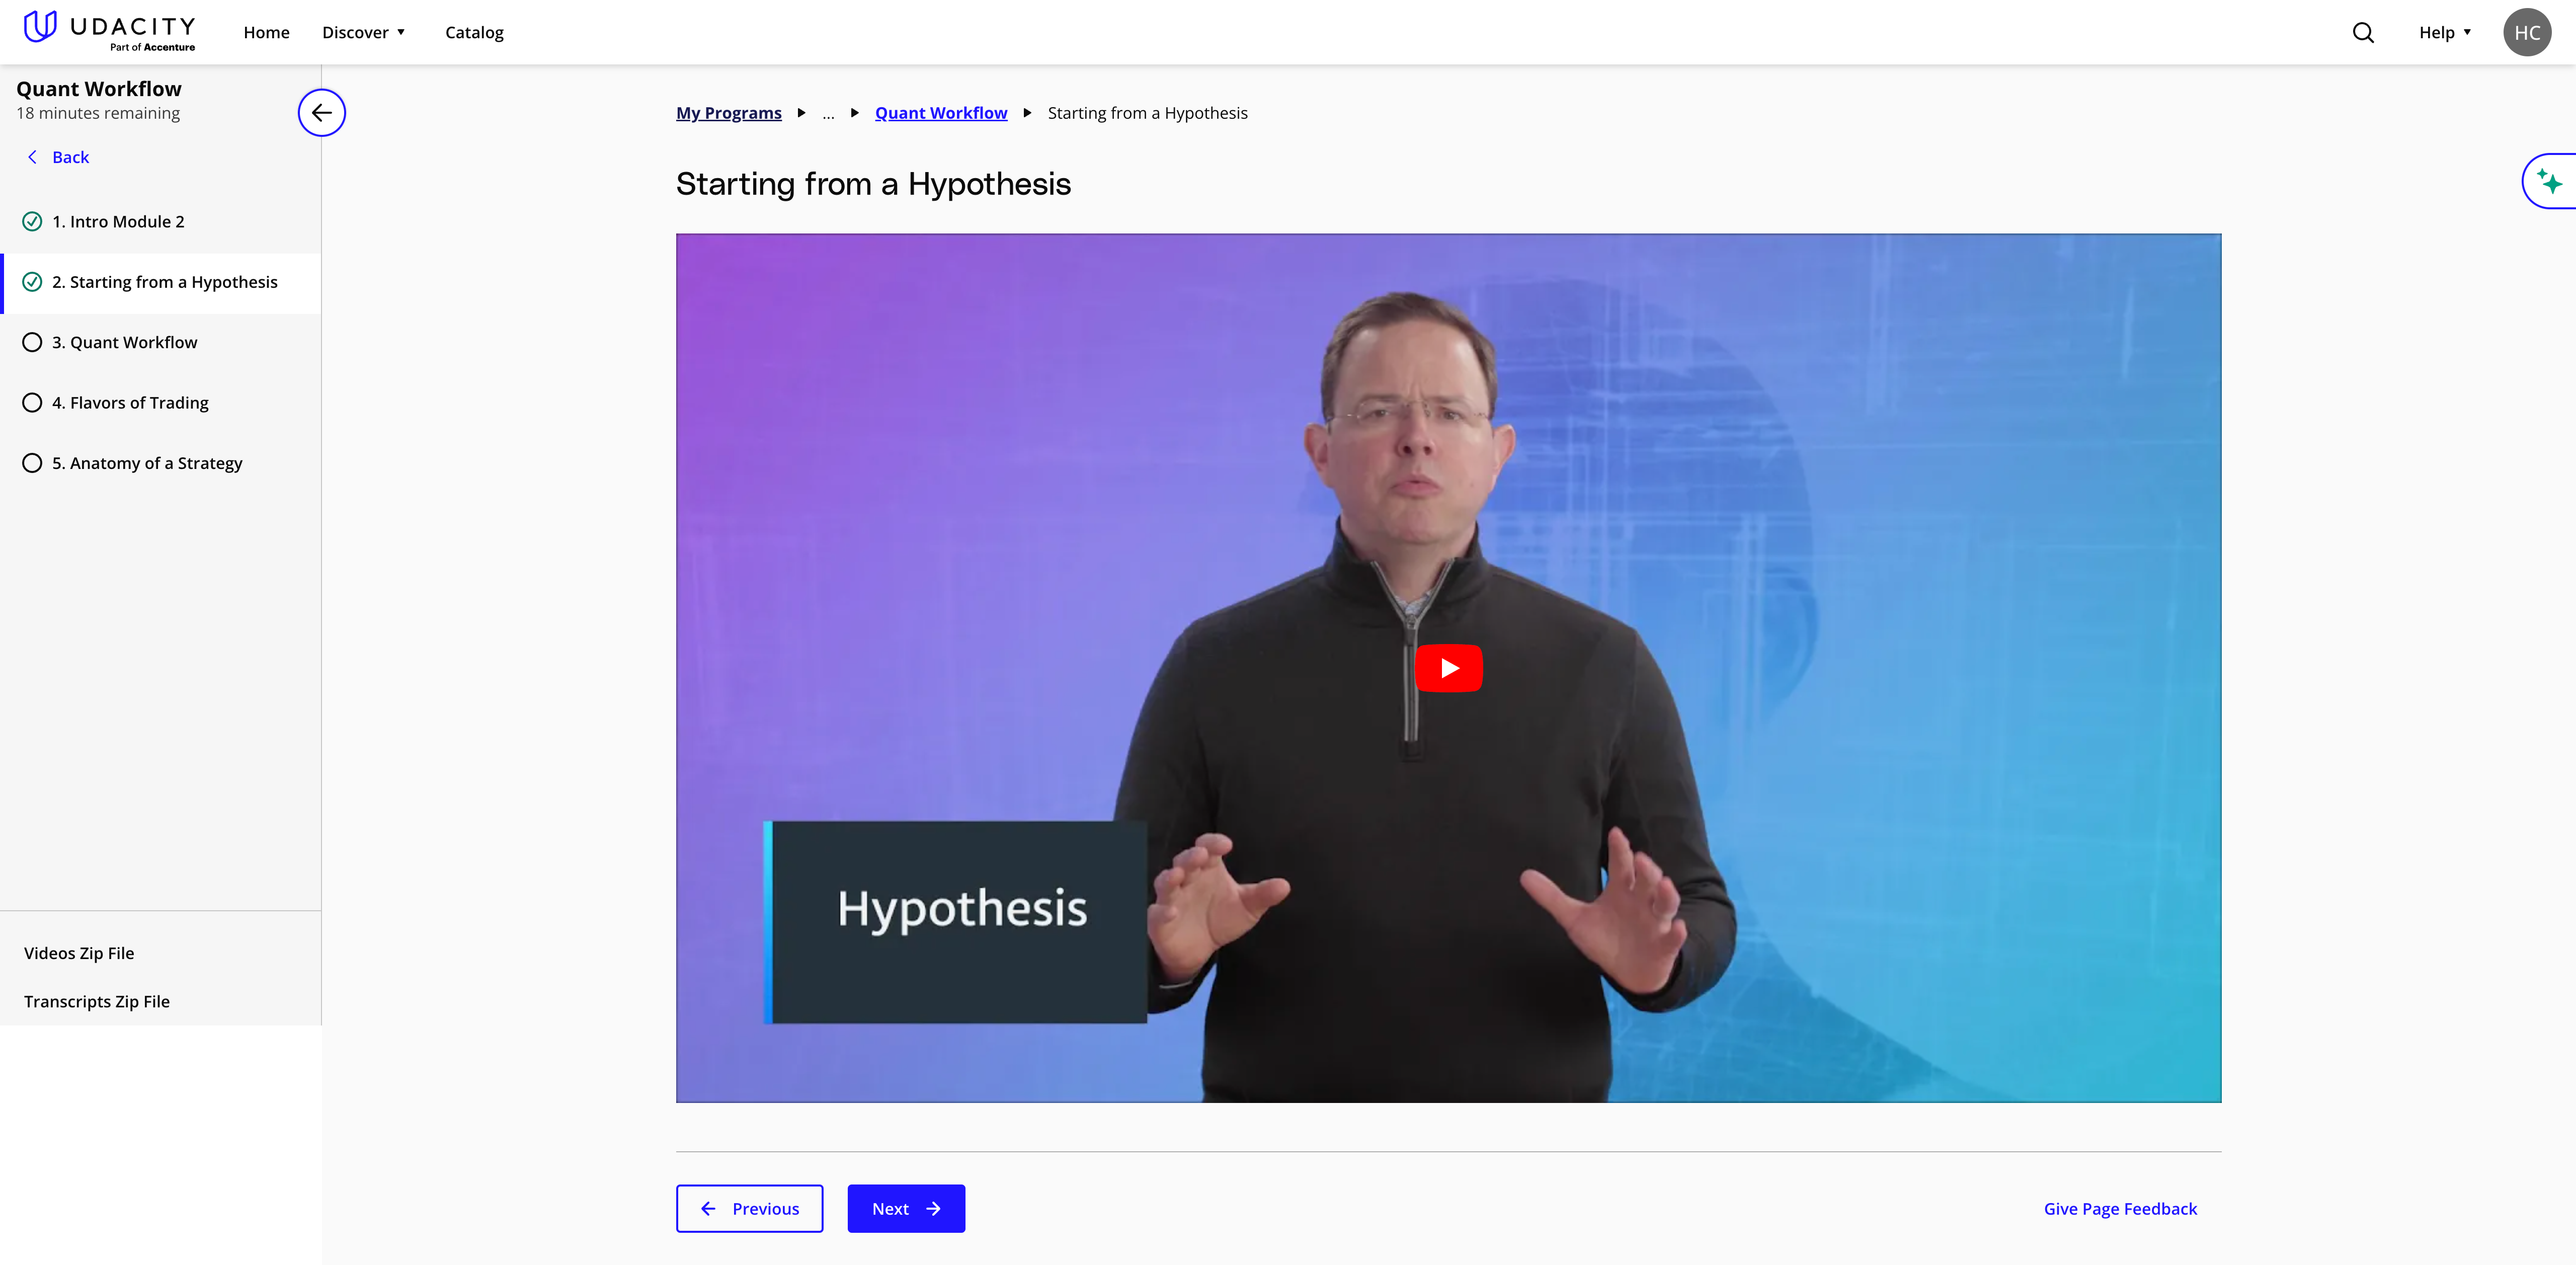 UDACITY
Part of Accenture
Home
Discover
Catalog
Help
HC
Quant Workflow
18 minutes remaining
Back
1. Intro Module 2
2. Starting from a Hypothesis
3. Quant Workflow
4. Flavors of Trading
5. Anatomy of a Strategy
Videos Zip File
Transcripts Zip File
My Programs ... Quant Workflow Starting from a Hypothesis
Starting from a Hypothesis
Hypothesis
Previous
Next
Give Page Feedback